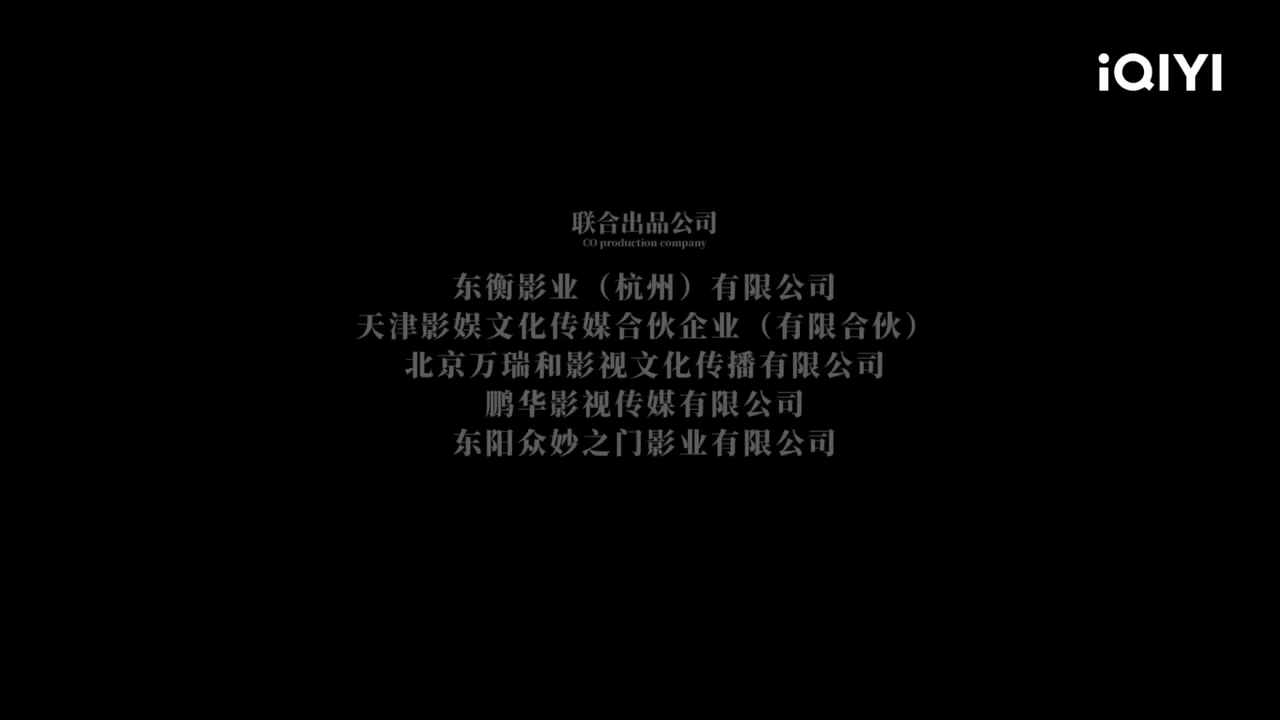 iQIYI
联合出品公司
CO production company
东衡影业（杭州）有限公司
天津影娱文化传媒合伙企业（有限合伙）
北京万瑞和影视文化传播有限公司
鹏华影视传媒有限公司
东阳众妙之门影业有限公司